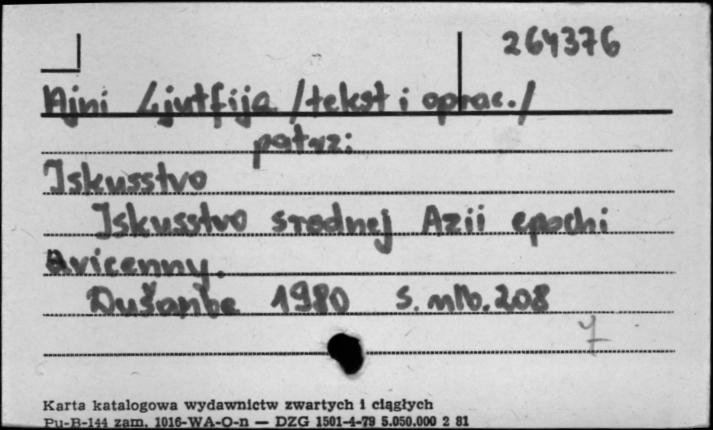 264376
Ajni Ljutfija /tekst i oprac./
patrz:
Iskusstvo
Iskusstvo srednej Azii epochi
Avicenny.
Dušanbe 1980 s. nlb. 208
7
Karta katalogowa wydawnictw zwartych i ciągłych
Pu-B-144 zam. 1016-WA-O-n — DZG 1501-4-79 5.050.000 2 81